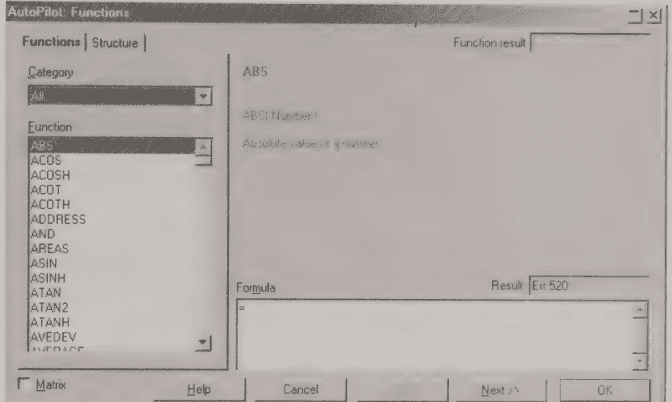 AutoPilot: Functions
Functions Structure
Function result
Category
All
Function
ABS
ACOS
ACOSH
ACOT
ACOTH
ADDRESS
AND
AREAS
ASIN
ASINH
ATAN
ATAN2
ATANH
AVEDEV
AVERAGE
ABS
ABS( Number )
Absolute value of a number.
Formula
Result Err:520
=
Matrix
Help Cancel Next >> OK